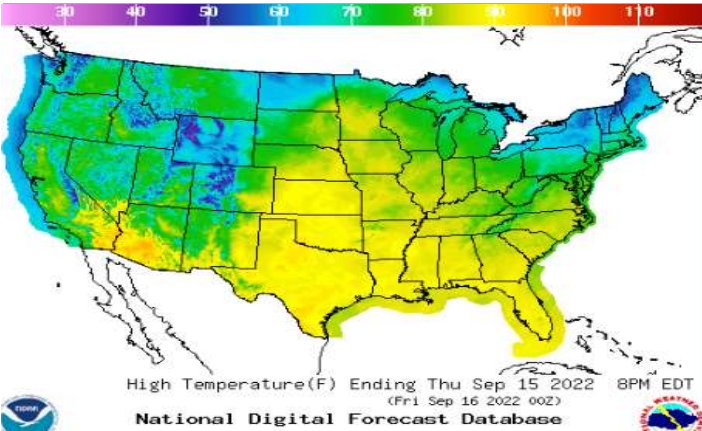 30 40 50 60 70 80 90 100 110
High Temperature(F) Ending Thu Sep 15 2022 8PM EDT
(Fri Sep 16 2022 00Z)
National Digital Forecast Database